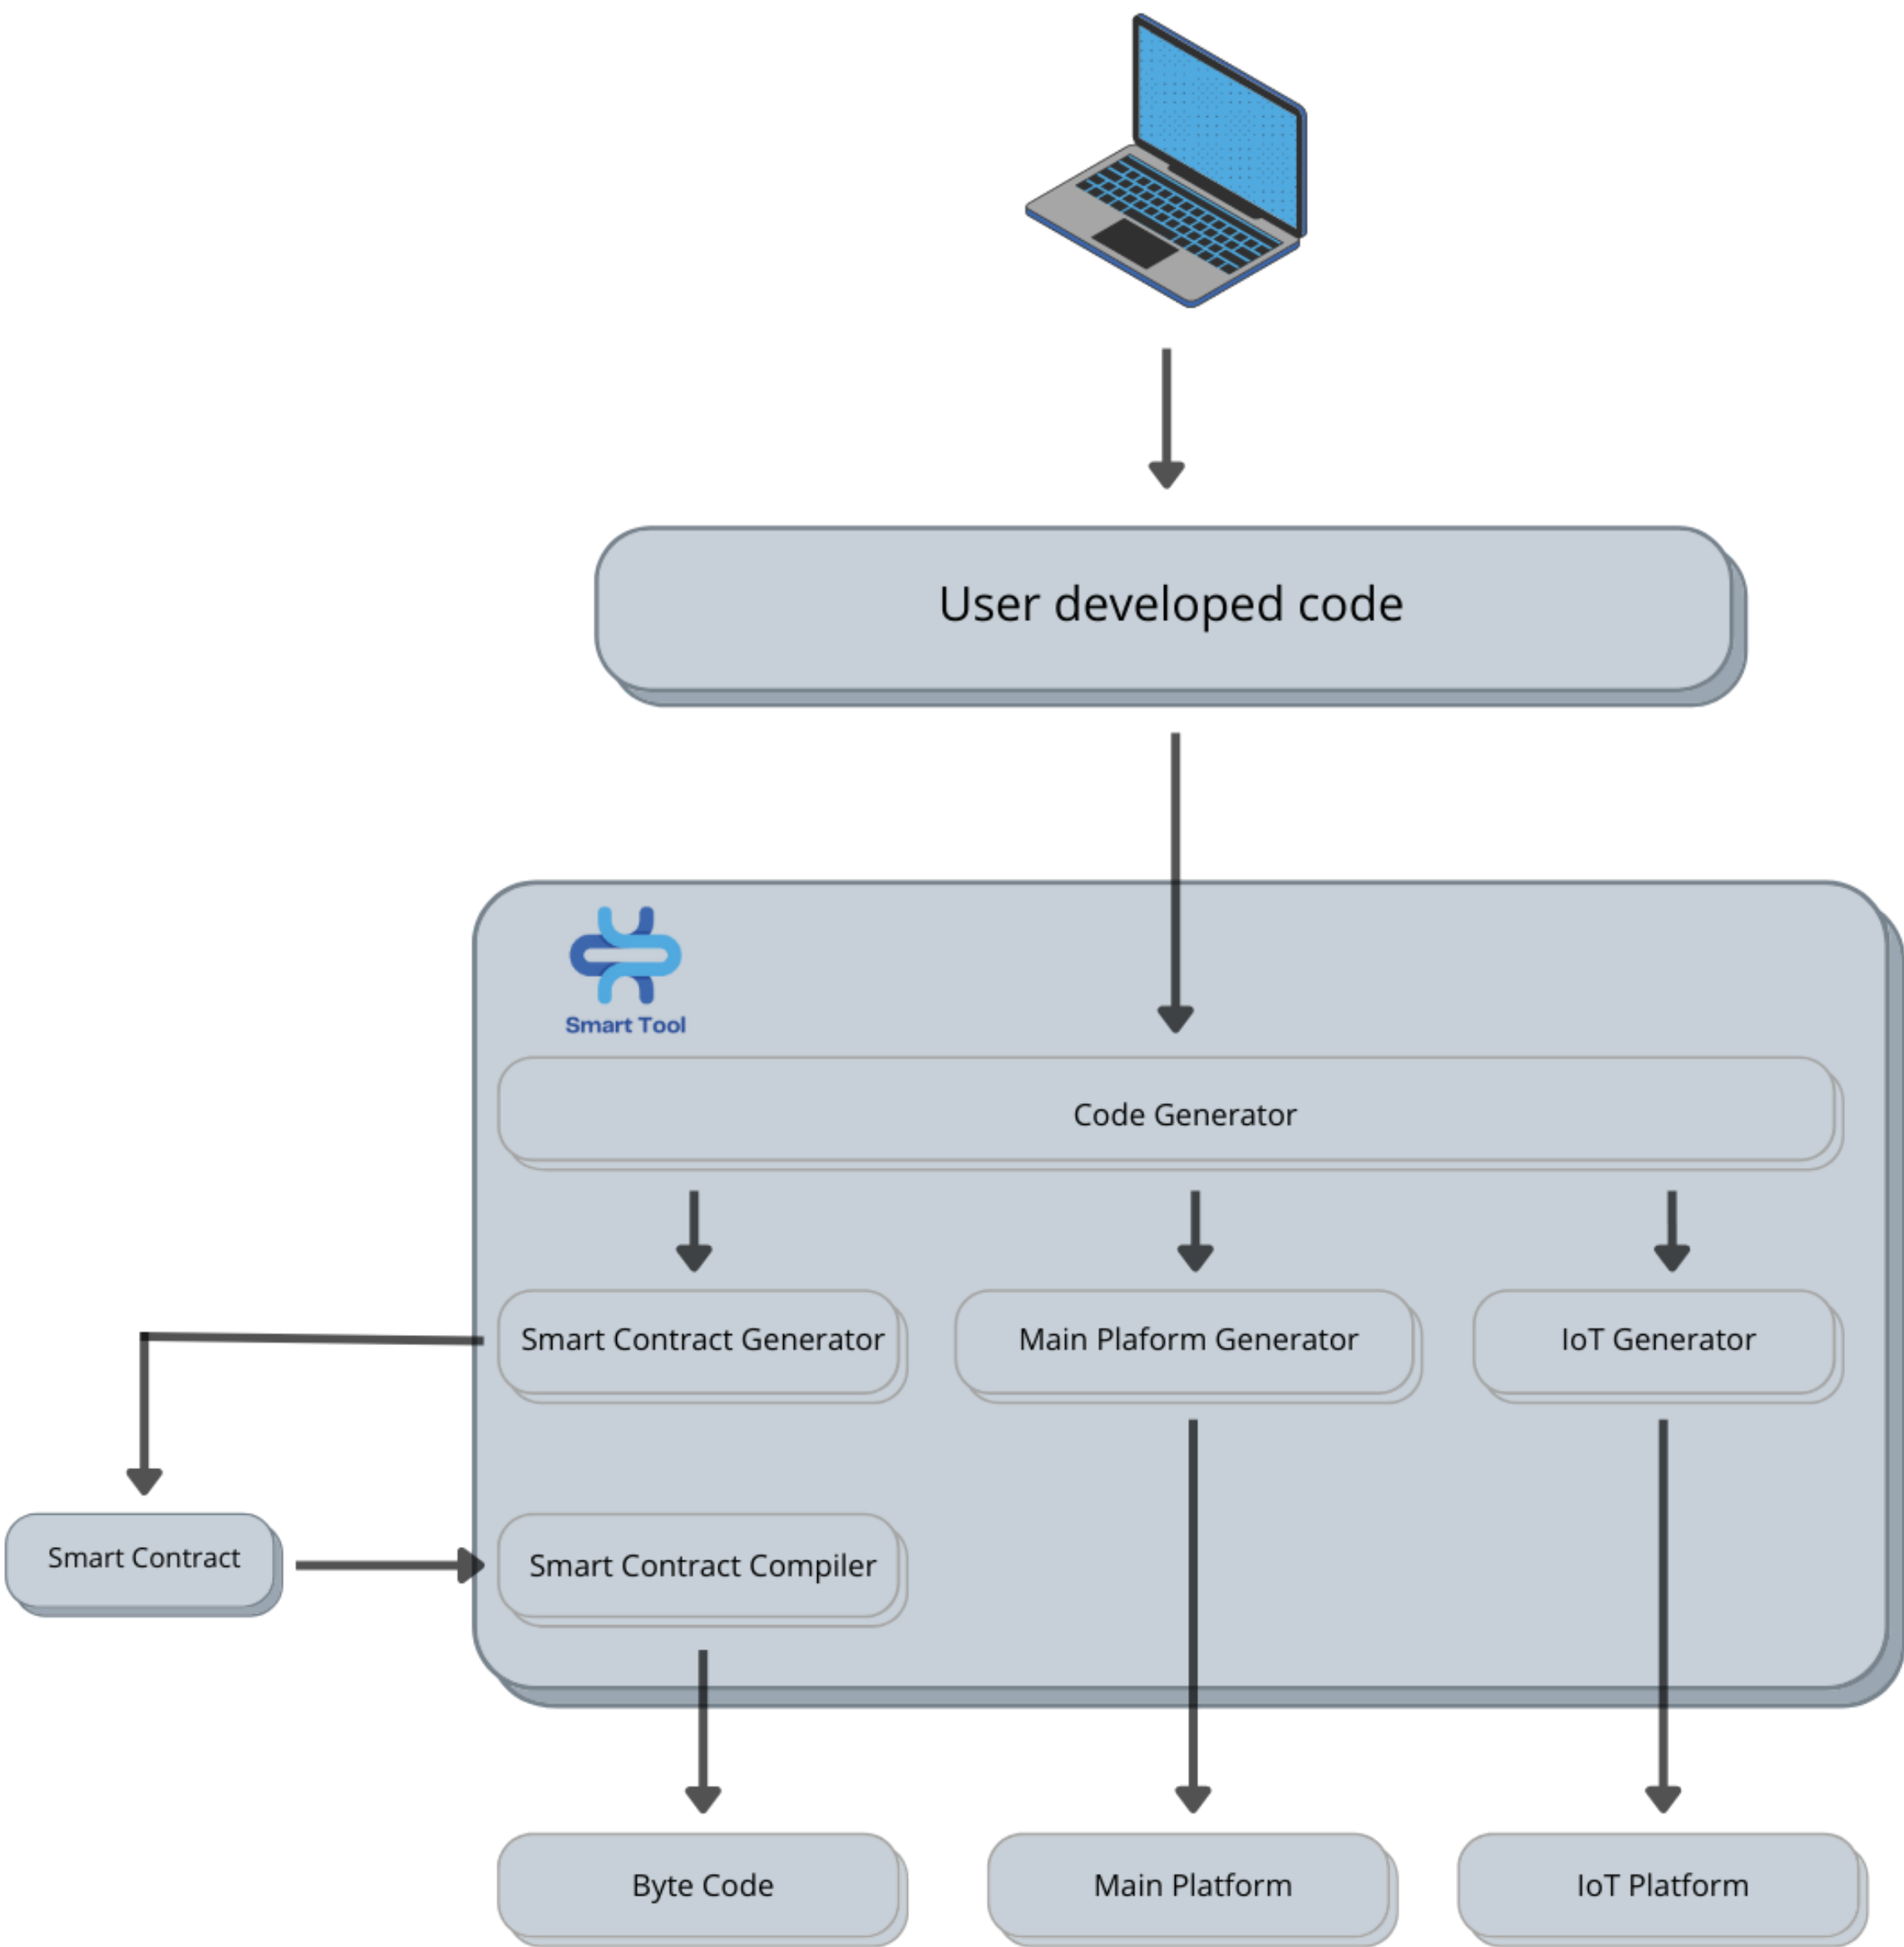 User developed code
Smart Tool
Code Generator
Smart Contract Generator
Main Plaform Generator
IoT Generator
Smart Contract
Smart Contract Compiler
Byte Code
Main Platform
IoT Platform